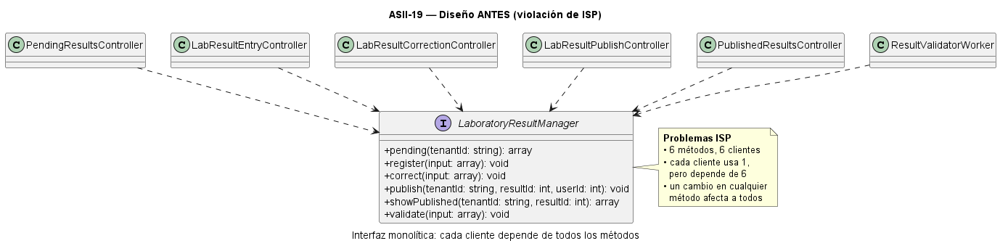 ASII-19 — Diseño ANTES (violación de ISP)
C PendingResultsController
C LabResultEntryController
C LabResultCorrectionController
C LabResultPublishController
C PublishedResultsController
C ResultValidatorWorker
I LaboratoryResultManager
+pending(tenantId: string): array
+register(input: array): void
+correct(input: array): void
+publish(tenantId: string, resultId: int, userId: int): void
+showPublished(tenantId: string, resultId: int): array
+validate(input: array): void
Problemas ISP
• 6 métodos, 6 clientes
• cada cliente usa 1,
pero depende de 6
• un cambio en cualquier
método afecta a todos
Interfaz monolítica: cada cliente depende de todos los métodos